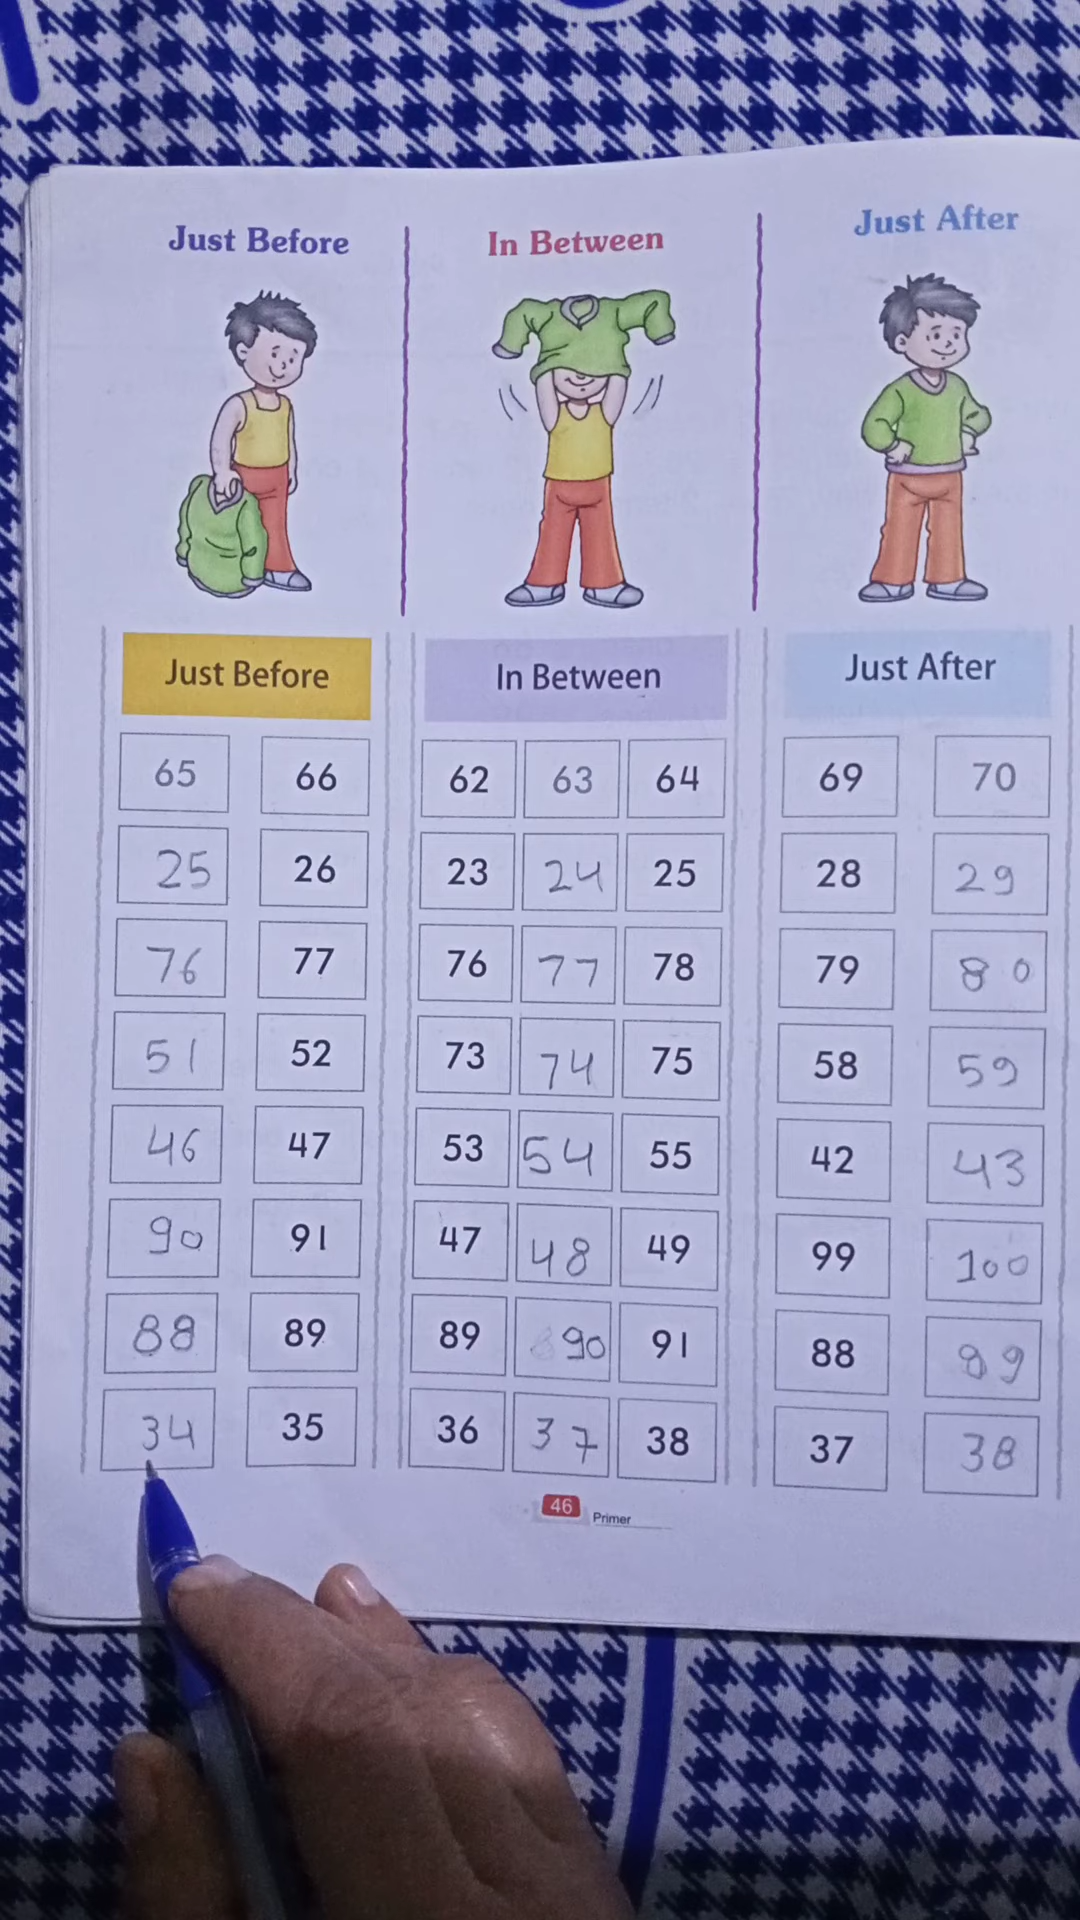 Just Before In Between Just After
Just Before In Between Just After
65 66 62 63 64 69 70
25 26 23 24 25 28 29
76 77 76 77 78 79 80
51 52 73 74 75 58 59
46 47 53 54 55 42 43
90 91 47 48 49 99 100
88 89 89 90 91 88 89
34 35 36 37 38 37 38
46 Primer